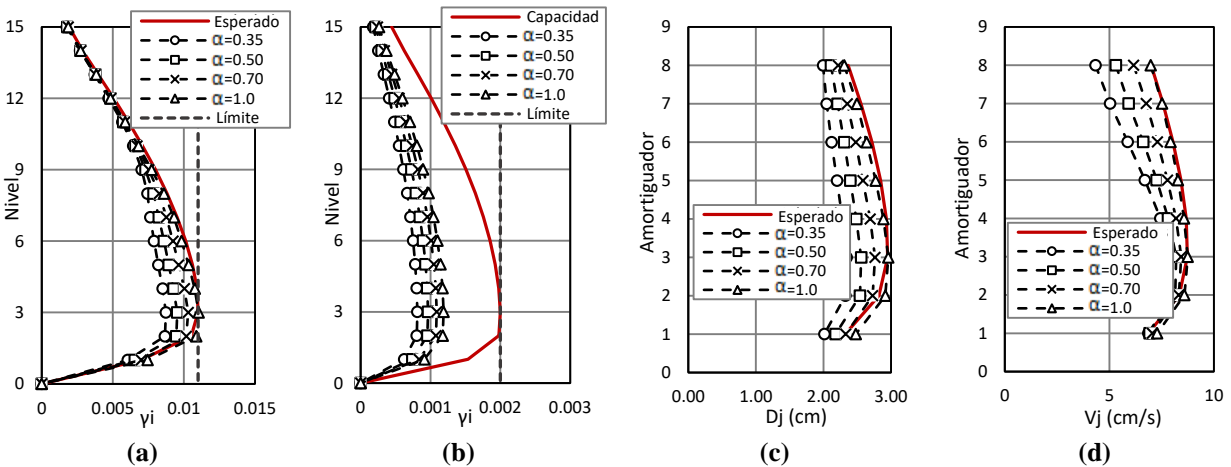 15
12
9
6
3
0
Nivel
Esperado
α=0.35
α=0.50
α=0.70
α=1.0
Límite
0
0.005
0.01
0.015
γi
(a)
15
12
9
6
3
0
Nivel
Capacidad
α=0.35
α=0.50
α=0.70
α=1.0
Límite
0
0.001
0.002
0.003
γi
(b)
9
8
7
6
5
4
3
2
1
0
Amortiguador
Esperado
α=0.35
α=0.50
α=0.70
α=1.0
0.00
1.00
2.00
3.00
Dj (cm)
(c)
9
8
7
6
5
4
3
2
1
0
Amortiguador
Esperado
α=0.35
α=0.50
α=0.70
α=1.0
0
5
10
Vj (cm/s)
(d)